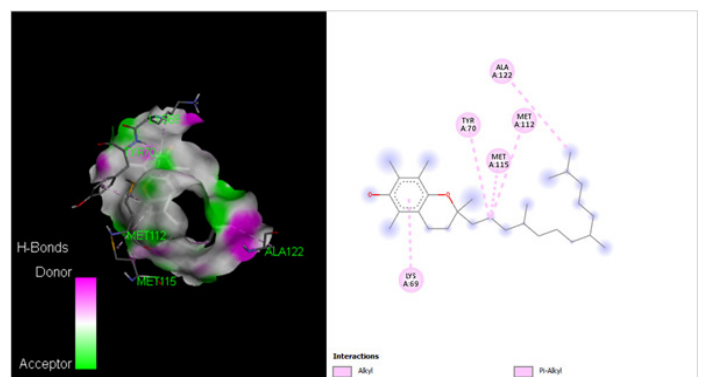 MET112
MET115
ALA122
H-Bonds
Donor
Acceptor
ALA
A:122
TYR
A:70
MET
A:112
MET
A:115
O
O
LYS
A:69
Interactions
Alkyl
Pi-Alkyl